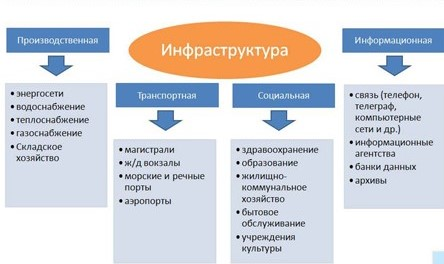 Инфраструктура
Производственная
• энергосети
• водоснабжение
• теплоснабжение
• газоснабжение
• Складское
хозяйство
Транспортная
• магистрали
• ж/д вокзалы
• морские и речные
порты
• аэропорты
Социальная
• здравоохранение
• образование
• жилищно-
коммунальное
хозяйство
• бытовое
обслуживание
• учреждения
культуры
Информационная
• связь (телефон,
телеграф,
компьютерные
сети и др.)
• информационные
агентства
• банки данных
• архивы